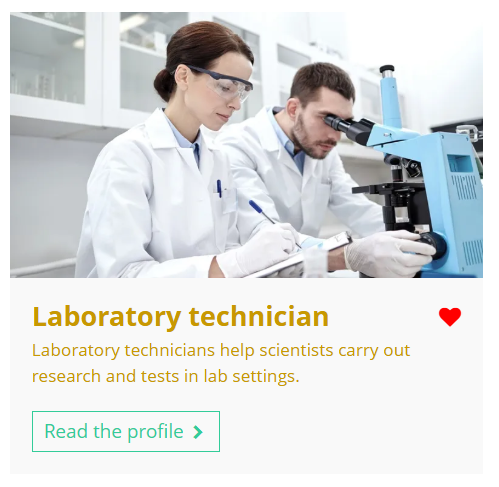 Laboratory technician
Laboratory technicians help scientists carry out
research and tests in lab settings.
Read the profile